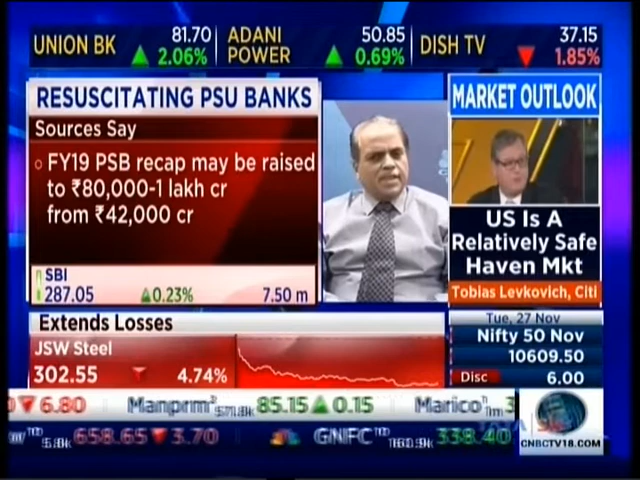 UNION BK 81.70 2.06%
ADANI POWER 50.85 0.69%
DISH TV 37.15 1.85%
RESUSCITATING PSU BANKS
Sources Say
FY19 PSB recap may be raised
to ₹80,000-1 lakh cr
from ₹42,000 cr
SBI
287.05 0.23% 7.50 m
MARKET OUTLOOK
US Is A
Relatively Safe
Haven Mkt
Tobias Levkovich, Citi
Extends Losses
JSW Steel
302.55 4.74%
Tue, 27 Nov
Nifty 50 Nov
10609.50
Disc 6.00
6.80 Manprm 85.15 0.15 Marico
658.65 3.70 GNFC 338.40
CNBCTV18.COM